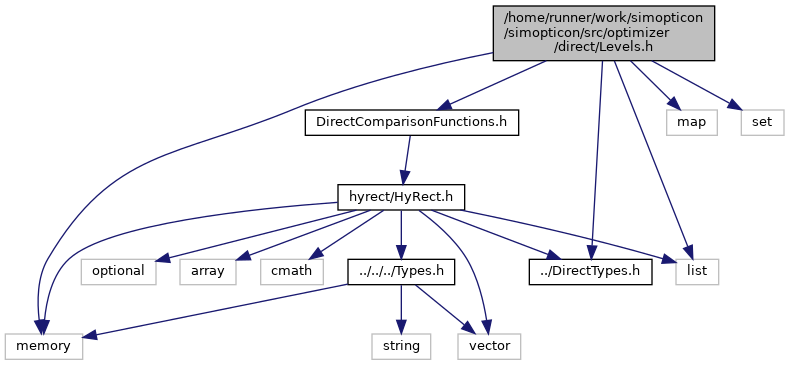 /home/runner/work/simopticon
/simopticon/src/optimizer
/direct/Levels.h
DirectComparisonFunctions.h
map
set
hyrect/HyRect.h
optional
array
cmath
../../../Types.h
../DirectTypes.h
list
memory
string
vector